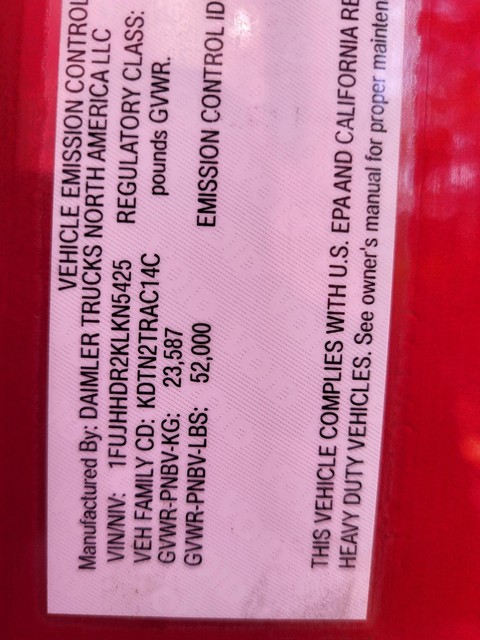 VEHICLE EMISSION CONTROL
Manufactured By: DAIMLER TRUCKS NORTH AMERICA LLC
VIN/NIV: 1FUJHHDR2KLKN5425 REGULATORY CLASS:
VEH FAMILY CD: KDTN2TRAC14C pounds GVWR.
GVWR-PNBV-KG: 23,587
GVWR-PNBV-LBS: 52,000 EMISSION CONTROL ID
THIS VEHICLE COMPLIES WITH U.S. EPA AND CALIFORNIA RE
HEAVY DUTY VEHICLES. See owner's manual for proper mainten